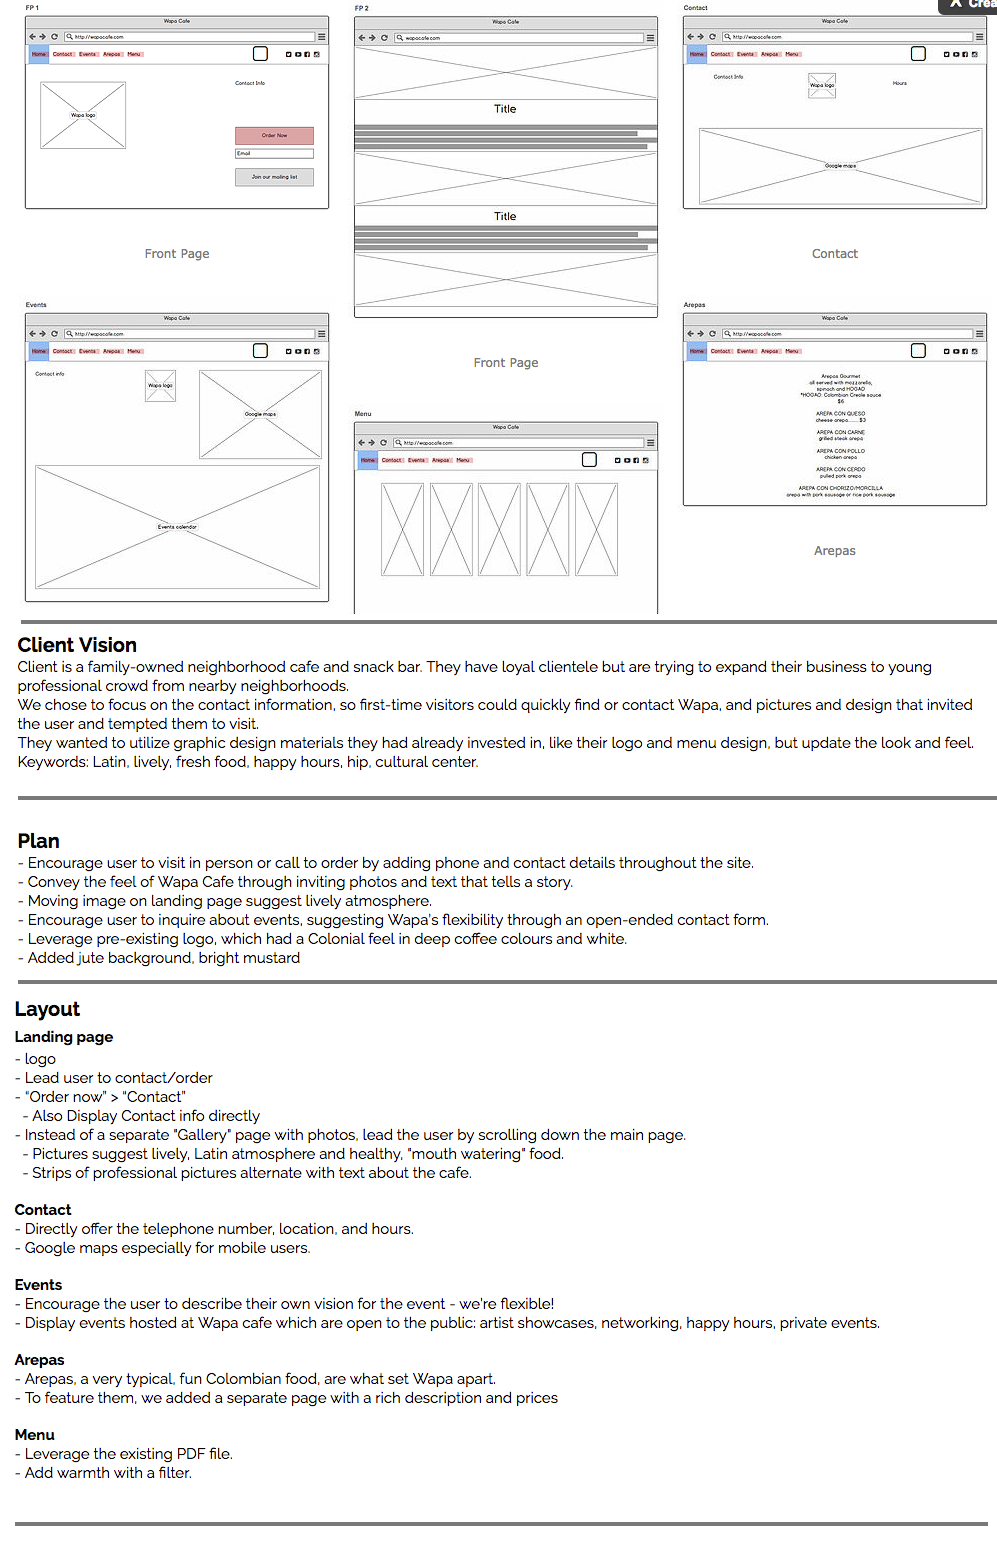 FP 1
Wapa Cafe
http://wapacafe.com
Home Contact Events Arepas Menu
Contact Info
Wapa logo
Order Now
Email
Join our mailing list
Front Page
FP 2
Wapa Cafe
wapacafe.com
Title
Title
Front Page
Contact
Crea
Wapa Cafe
http://wapacafe.com
Home Contact Events Arepas Menu
Contact Info
Wapa logo
Hours
Google maps
Contact
Events
Wapa Cafe
http://wapacafe.com
Home Contact Events Arepas Menu
Contact info
Wapa logo
Google maps
Events calendar
Menu
Wapa Cafe
http://wapacafe.com
Home Contact Events Arepas Menu
Arepas
Wapa Cafe
http://wapacafe.com
Home Contact Events Arepas Menu
Arepas Gourmet
all served with mozzarella,
spinach and HOGAO
*HOGAO: Colombian Creole sauce
$6
AREPA CON QUESO
cheese arepa....... $3
AREPA CON CARNE
grilled steak arepa
AREPA CON POLLO
chicken arepa
AREPA CON CERDO
pulled pork arepa
AREPA CON CHORIZO/MORCILLA
arepa with pork sausage or rice pork sausage
Arepas
Client Vision
Client is a family-owned neighborhood cafe and snack bar. They have loyal clientele but are trying to expand their business to young
professional crowd from nearby neighborhoods.
We chose to focus on the contact information, so first-time visitors could quickly find or contact Wapa, and pictures and design that invited
the user and tempted them to visit.
They wanted to utilize graphic design materials they had already invested in, like their logo and menu design, but update the look and feel.
Keywords: Latin, lively, fresh food, happy hours, hip, cultural center.
Plan
- Encourage user to visit in person or call to order by adding phone and contact details throughout the site.
- Convey the feel of Wapa Cafe through inviting photos and text that tells a story.
- Moving image on landing page suggest lively atmosphere.
- Encourage user to inquire about events, suggesting Wapa's flexibility through an open-ended contact form.
- Leverage pre-existing logo, which had a Colonial feel in deep coffee colours and white.
- Added jute background, bright mustard
Layout
Landing page
- logo
- Lead user to contact/order
- "Order now" > "Contact"
- Also Display Contact info directly
- Instead of a separate "Gallery" page with photos, lead the user by scrolling down the main page.
- Pictures suggest lively, Latin atmosphere and healthy, "mouth watering" food.
- Strips of professional pictures alternate with text about the cafe.
Contact
- Directly offer the telephone number, location, and hours.
- Google maps especially for mobile users.
Events
- Encourage the user to describe their own vision for the event - we're flexible!
- Display events hosted at Wapa cafe which are open to the public: artist showcases, networking, happy hours, private events.
Arepas
- Arepas, a very typical, fun Colombian food, are what set Wapa apart.
- To feature them, we added a separate page with a rich description and prices
Menu
- Leverage the existing PDF file.
- Add warmth with a filter.